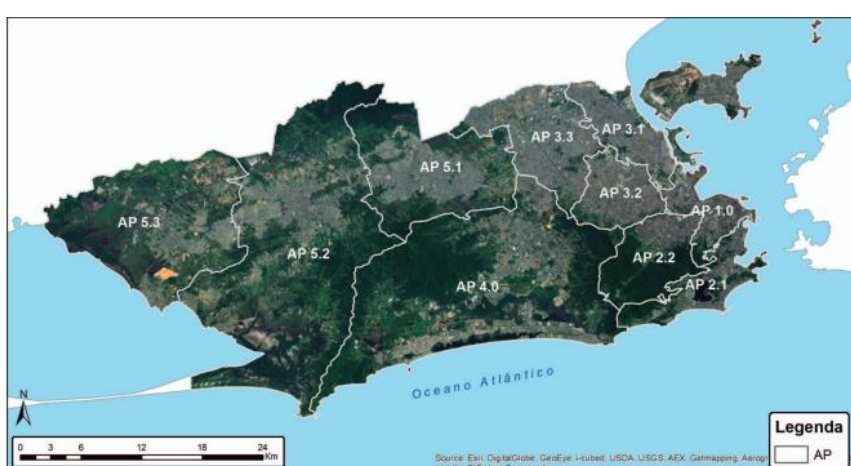 AP 3.1
AP 3.3
AP 5.1
AP 3.2
AP 1.0
AP 5.3
AP 5.2
AP 2.2
AP 4.0
AP 2.1
Oceano Atlântico
N
0 3 6 12 18 24
Km
Legenda
AP
Source: Esri, DigitalGlobe, GeoEye, i-cubed, USDA, USGS, AEX, Getmapping,